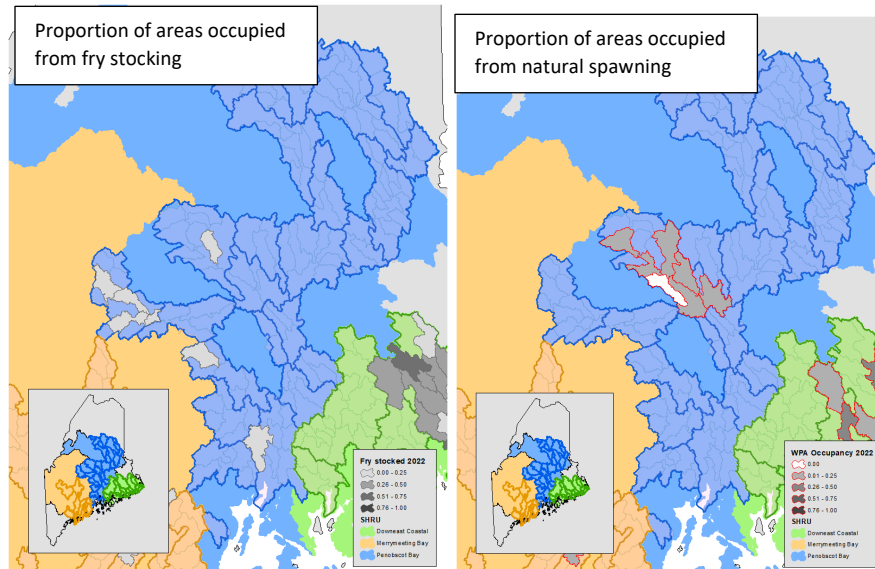 Proportion of areas occupied
from fry stocking
Proportion of areas occupied
from natural spawning
Fry stocked 2022
0.00 - 0.25
0.26 - 0.50
0.51 - 0.75
0.76 - 1.00
SHRU
Downeast Coastal
Merrymeeting Bay
Penobscot Bay
WPA Occupancy 2022
0.00
0.01 - 0.25
0.26 - 0.50
0.51 - 0.75
0.76 - 1.00
SHRU
Downeast Coastal
Merrymeeting Bay
Penobscot Bay